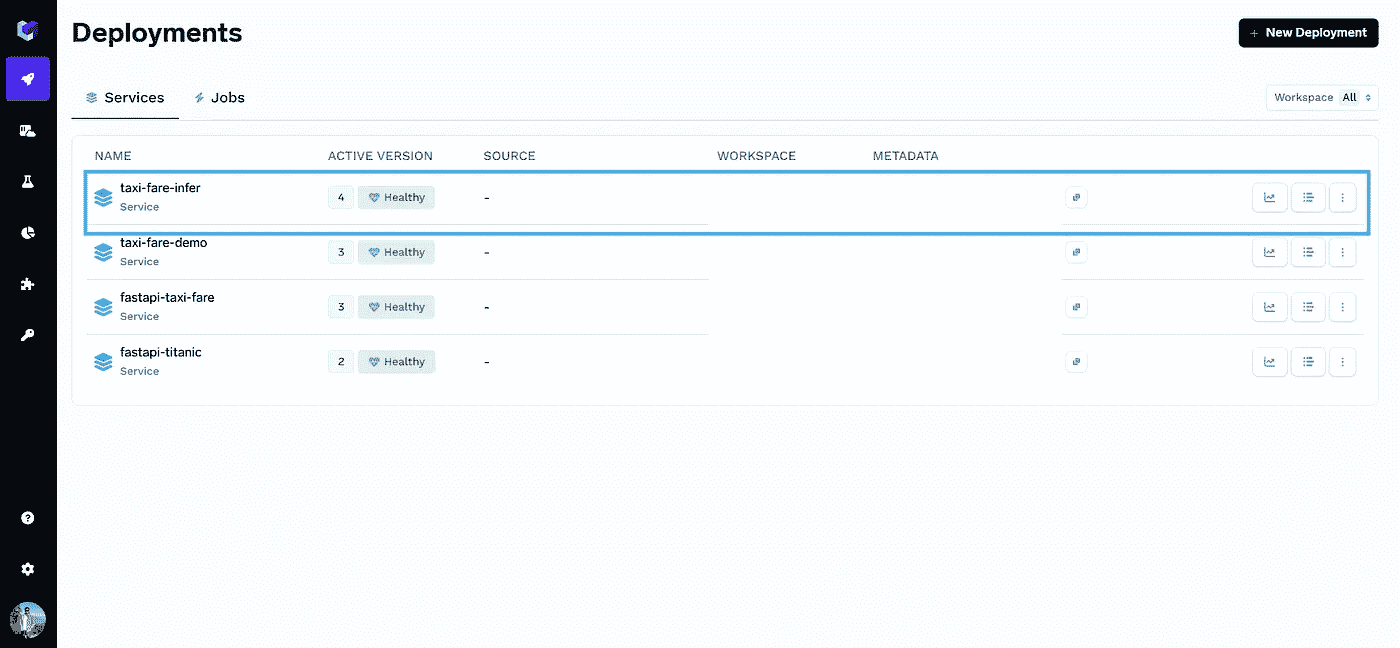 Deployments
+ New Deployment
Services Jobs
Workspace All
NAME ACTIVE VERSION SOURCE WORKSPACE METADATA
taxi-fare-infer
Service
4 Healthy -
taxi-fare-demo
Service
3 Healthy -
fastapi-taxi-fare
Service
3 Healthy -
fastapi-titanic
Service
2 Healthy -
?